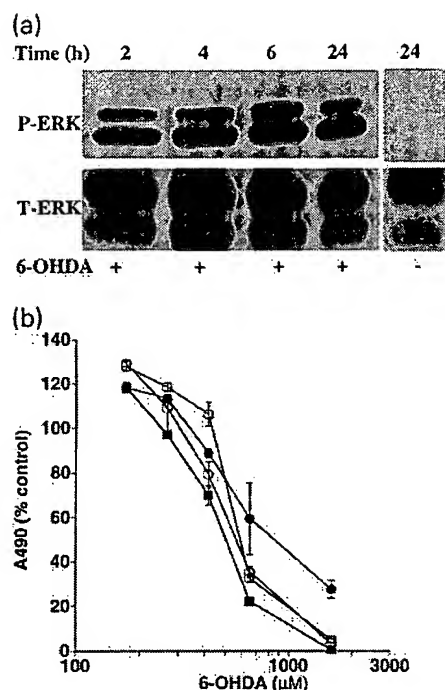 (a)
Time (h) 2 4 6 24 24
P-ERK
T-ERK
6-OHDA + + + + -
(b)
140
120
100
80
60
40
20
0
A490 (% control)
100 1000 3000
6-OHDA (μM)